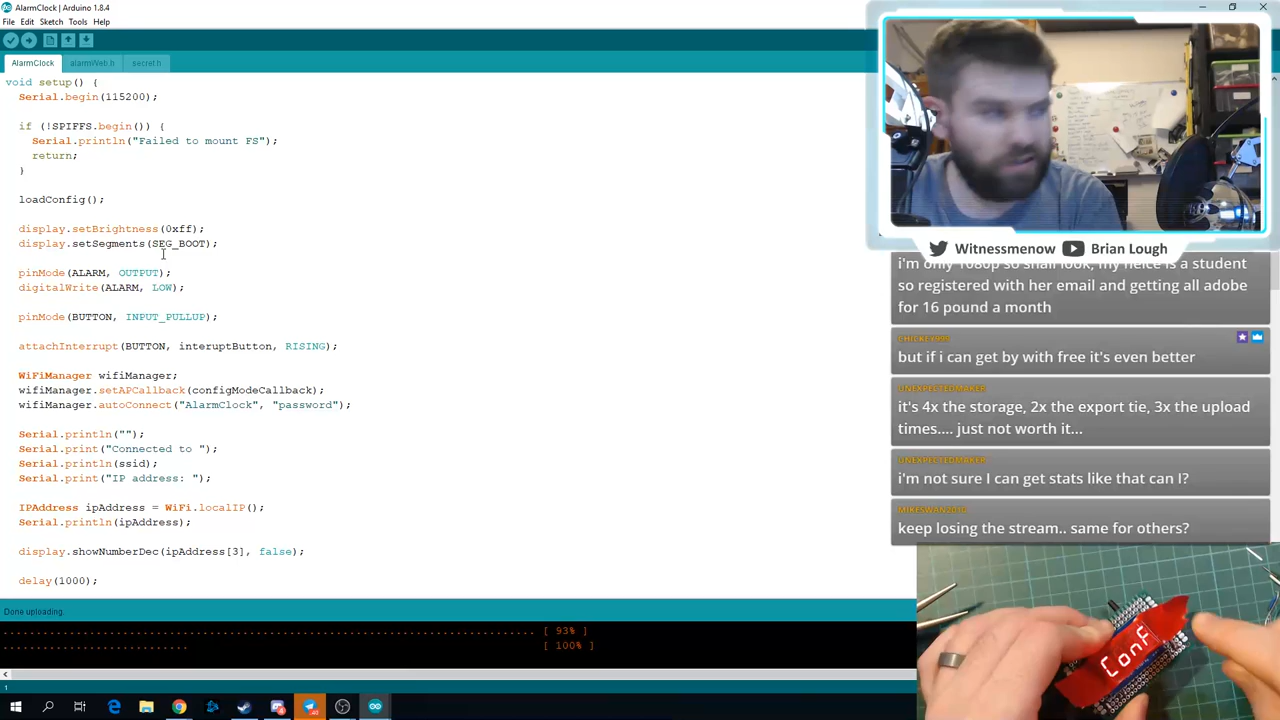 AlarmClock | Arduino 1.8.4
File Edit Sketch Tools Help
AlarmClock alarmWeb.h secret.h
void setup() {
Serial.begin(115200);
if (!SPIFFS.begin()) {
Serial.println("Failed to mount FS");
return;
}
loadConfig();
display.setBrightness(0xff);
display.setSegments(SEG_BOOT);
pinMode(ALARM, OUTPUT);
digitalWrite(ALARM, LOW);
pinMode(BUTTON, INPUT_PULLUP);
attachInterrupt(BUTTON, interuptButton, RISING);
WiFiManager wifiManager;
wifiManager.setAPCallback(configModeCallback);
wifiManager.autoConnect("AlarmClock", "password");
Serial.println("");
Serial.print("Connected to ");
Serial.println(ssid);
Serial.print("IP address: ");
IPAddress ipAddress = WiFi.localIP();
Serial.println(ipAddress);
display.showNumberDec(ipAddress[3], false);
delay(1000);
Done uploading.
................................................................................ [ 93% ]
............................ [ 100% ]
1
Witnessmenow Brian Lough
i'm only 1080p so shall look, my neice is a student
so registered with her email and getting all adobe
for 16 pound a month
but if i can get by with free it's even better
UNEXPECTEDMAKER
it's 4x the storage, 2x the export tie, 3x the upload
times.... just not worth it...
UNEXPECTEDMAKER
i'm not sure I can get stats like that can I?
keep losing the stream.. same for others?
ConF